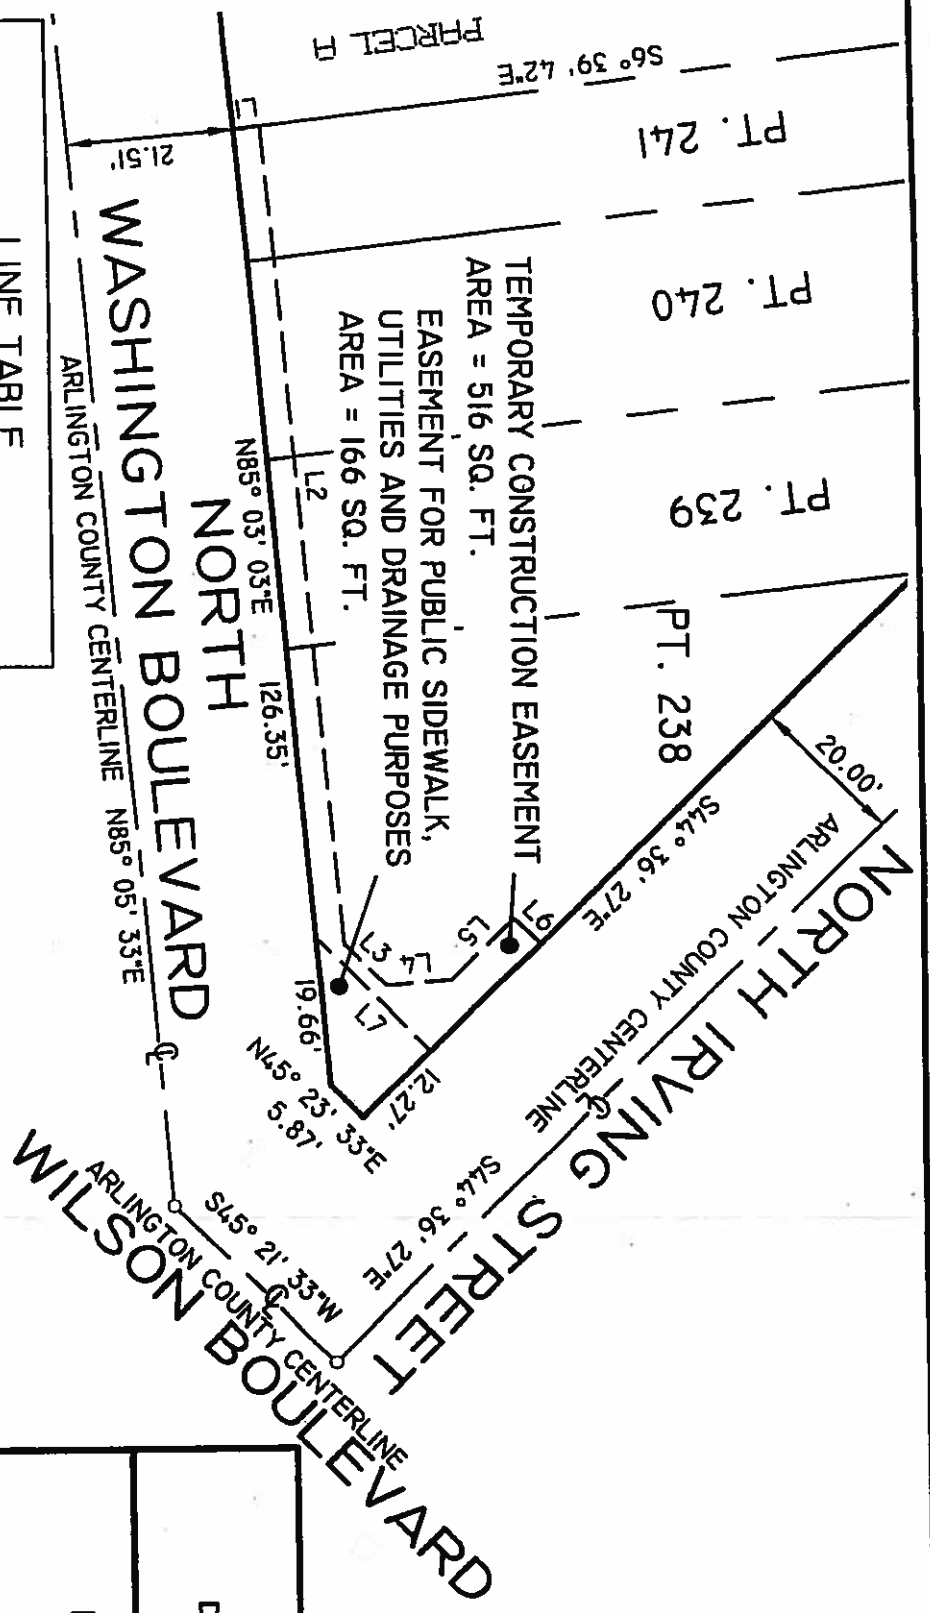 PARCEL A
S6° 39' 42"E
PT. 241
PT. 240
PT. 239
PT. 238
L1
21.51'
TEMPORARY CONSTRUCTION EASEMENT
AREA = 516 SQ. FT.
EASEMENT FOR PUBLIC SIDEWALK,
UTILITIES AND DRAINAGE PURPOSES
AREA = 166 SQ. FT.
L2
N85° 03' 03"E
126.35'
NORTH
WASHINGTON BOULEVARD
ARLINGTON COUNTY CENTERLINE N85° 05' 33"E
LINE TABLE
20.00'
S44° 36' 27"E
ARLINGTON COUNTY CENTERLINE
NORTH IRVING STREET
L6
L5
L4
L3
L7
19.66'
12.27'
N45° 23' 33"E
5.87'
S44° 36' 27"E
S45° 21' 33"W
ARLINGTON COUNTY CENTERLINE
WILSON BOULEVARD